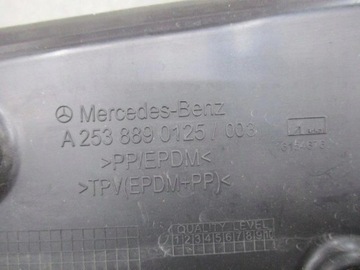 Mercedes-Benz
A 253 889 0125 / 003
>PP/EPDM<
>TPV(EPDM+PP)<
QUALITY LEVEL